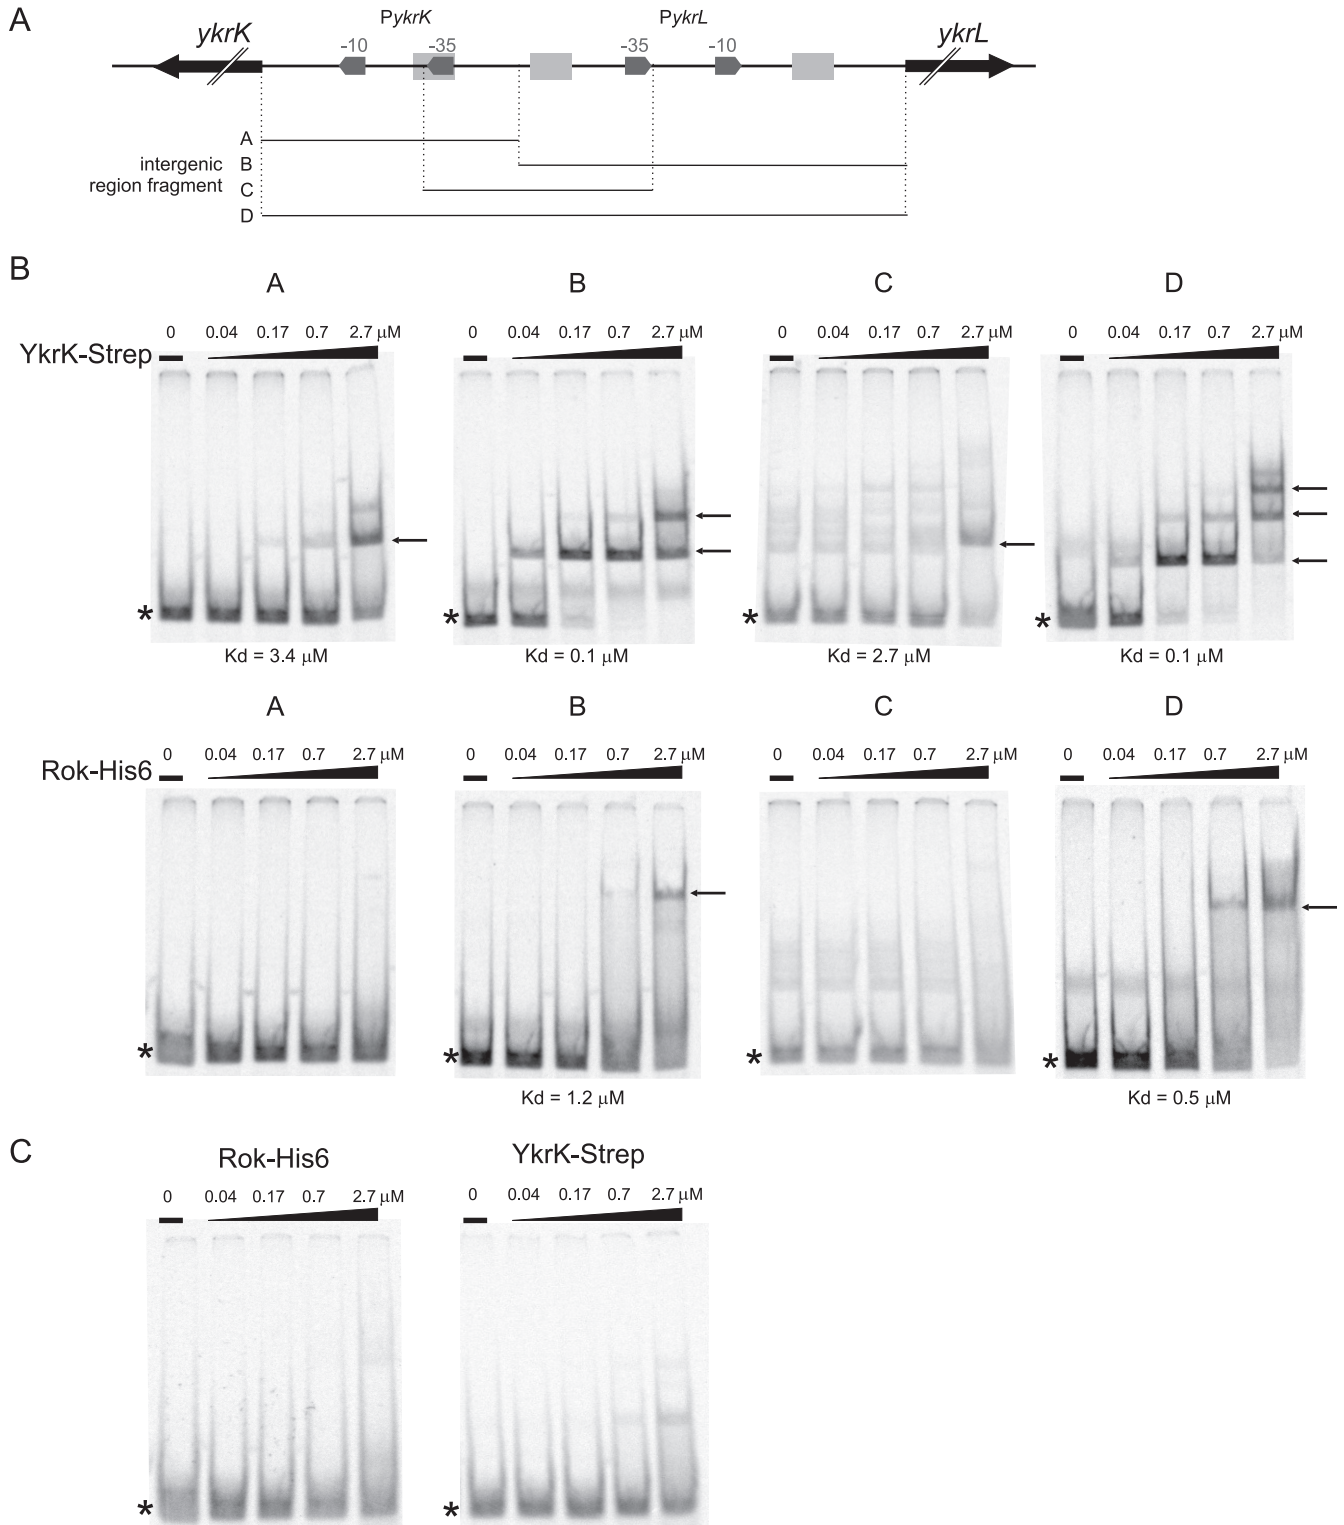 A
PykrK
PykrL
ykrK
ykrL
-10
-35
-35
-10
A
intergenic
B
region fragment
C
D
B
A
B
C
D
0 0.04 0.17 0.7 2.7 μM
0 0.04 0.17 0.7 2.7 μM
0 0.04 0.17 0.7 2.7 μM
0 0.04 0.17 0.7 2.7 μM
YkrK-Strep
*
*
*
*
Kd = 3.4 μM
Kd = 0.1 μM
Kd = 2.7 μM
Kd = 0.1 μM
A
B
C
D
0 0.04 0.17 0.7 2.7 μM
0 0.04 0.17 0.7 2.7 μM
0 0.04 0.17 0.7 2.7 μM
0 0.04 0.17 0.7 2.7 μM
Rok-His6
*
*
*
*
Kd = 1.2 μM
Kd = 0.5 μM
C
Rok-His6
YkrK-Strep
0 0.04 0.17 0.7 2.7 μM
0 0.04 0.17 0.7 2.7 μM
*
*